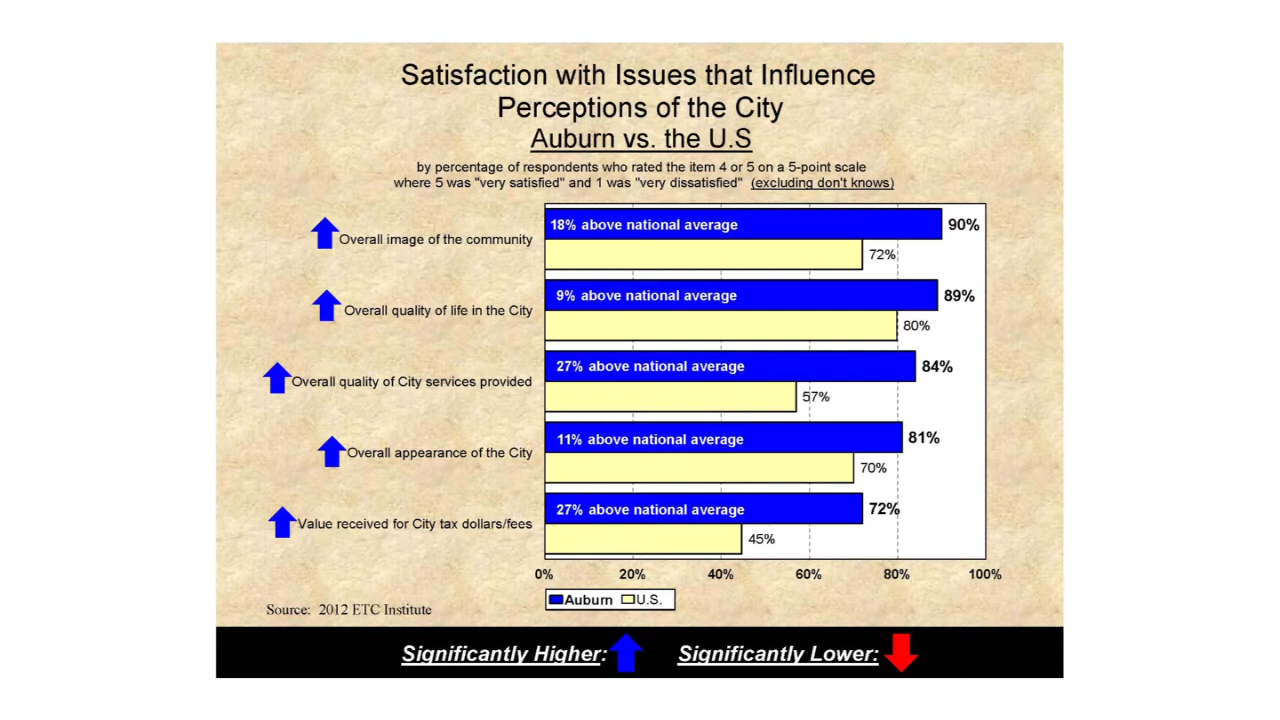 Satisfaction with Issues that Influence
Perceptions of the City
Auburn vs. the U.S
by percentage of respondents who rated the item 4 or 5 on a 5-point scale
where 5 was "very satisfied" and 1 was "very dissatisfied" (excluding don't knows)
18% above national average 90%
Overall image of the community
72%
9% above national average 89%
Overall quality of life in the City
80%
27% above national average 84%
Overall quality of City services provided
57%
11% above national average 81%
Overall appearance of the City
70%
27% above national average 72%
Value received for City tax dollars/fees
45%
0% 20% 40% 60% 80% 100%
Auburn U.S.
Source: 2012 ETC Institute
Significantly Higher: Significantly Lower: